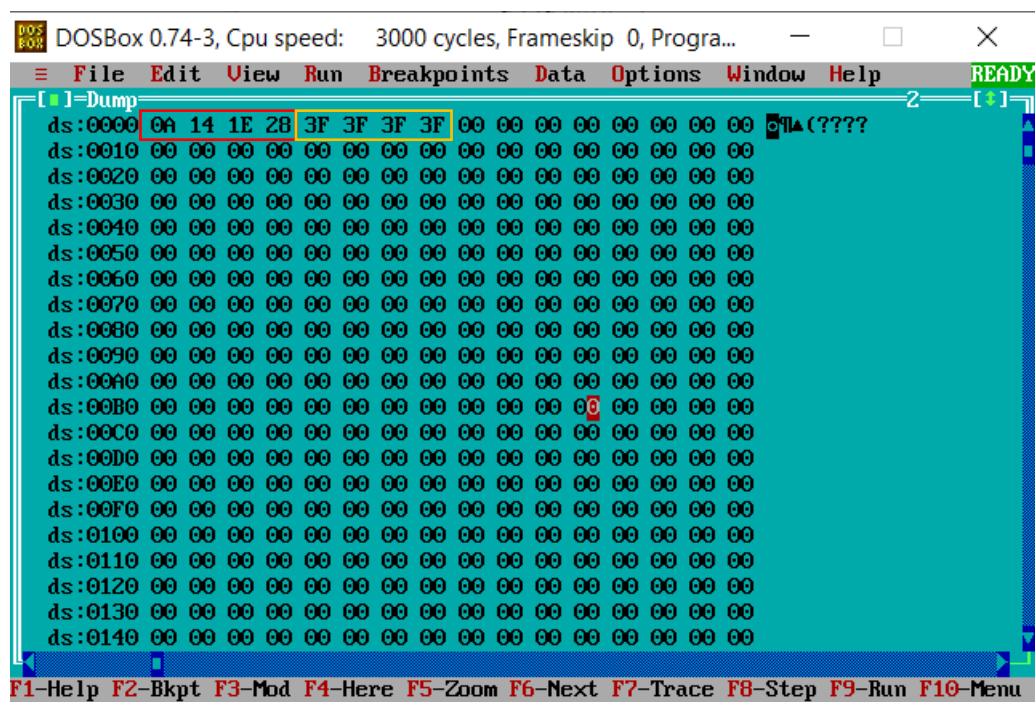 DOSBox 0.74-3, Cpu speed: 3000 cycles, Frameskip 0, Progra...
≡ File Edit View Run Breakpoints Data Options Window Help READY
[■]=Dump 2 [↕]
ds:0000 0A 14 1E 28 3F 3F 3F 3F 00 00 00 00 00 00 00 00 ◙¶▲(????
ds:0010 00 00 00 00 00 00 00 00 00 00 00 00 00 00 00 00
ds:0020 00 00 00 00 00 00 00 00 00 00 00 00 00 00 00 00
ds:0030 00 00 00 00 00 00 00 00 00 00 00 00 00 00 00 00
ds:0040 00 00 00 00 00 00 00 00 00 00 00 00 00 00 00 00
ds:0050 00 00 00 00 00 00 00 00 00 00 00 00 00 00 00 00
ds:0060 00 00 00 00 00 00 00 00 00 00 00 00 00 00 00 00
ds:0070 00 00 00 00 00 00 00 00 00 00 00 00 00 00 00 00
ds:0080 00 00 00 00 00 00 00 00 00 00 00 00 00 00 00 00
ds:0090 00 00 00 00 00 00 00 00 00 00 00 00 00 00 00 00
ds:00A0 00 00 00 00 00 00 00 00 00 00 00 00 00 00 00 00
ds:00B0 00 00 00 00 00 00 00 00 00 00 00 00 00 00 00 00
ds:00C0 00 00 00 00 00 00 00 00 00 00 00 00 00 00 00 00
ds:00D0 00 00 00 00 00 00 00 00 00 00 00 00 00 00 00 00
ds:00E0 00 00 00 00 00 00 00 00 00 00 00 00 00 00 00 00
ds:00F0 00 00 00 00 00 00 00 00 00 00 00 00 00 00 00 00
ds:0100 00 00 00 00 00 00 00 00 00 00 00 00 00 00 00 00
ds:0110 00 00 00 00 00 00 00 00 00 00 00 00 00 00 00 00
ds:0120 00 00 00 00 00 00 00 00 00 00 00 00 00 00 00 00
ds:0130 00 00 00 00 00 00 00 00 00 00 00 00 00 00 00 00
ds:0140 00 00 00 00 00 00 00 00 00 00 00 00 00 00 00 00
F1-Help F2-Bkpt F3-Mod F4-Here F5-Zoom F6-Next F7-Trace F8-Step F9-Run F10-Menu